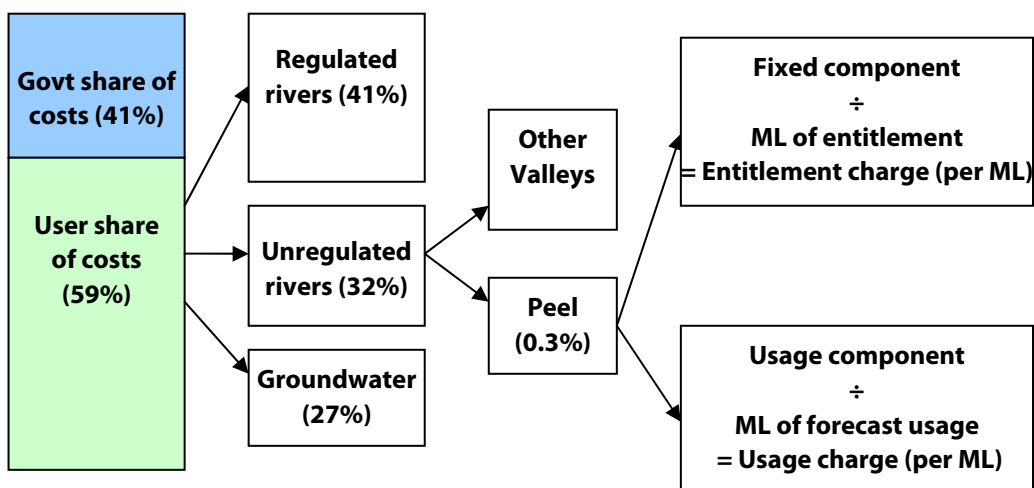 Govt share of
costs (41%)
User share
of costs
(59%)
Regulated
rivers (41%)
Unregulated
rivers (32%)
Groundwater
(27%)
Other
Valleys
Peel
(0.3%)
Fixed component
÷
ML of entitlement
= Entitlement charge (per ML)
Usage component
÷
ML of forecast usage
= Usage charge (per ML)